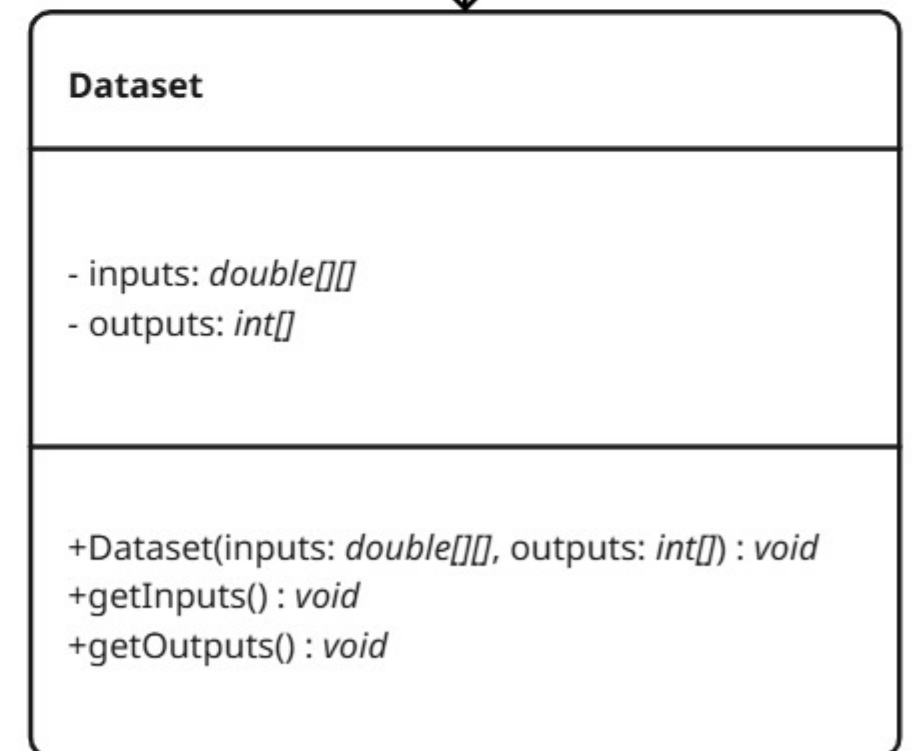 Dataset
- inputs: double[][]
- outputs: int[]
+Dataset(inputs: double[][], outputs: int[]) : void
+getInputs() : void
+getOutputs() : void